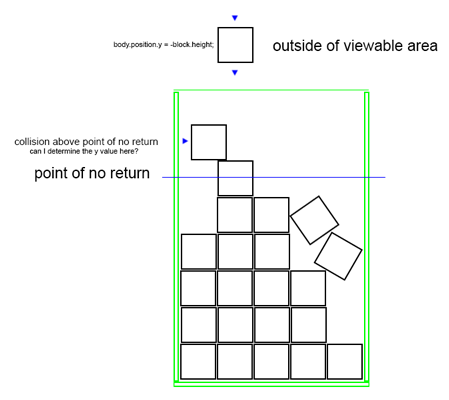 body.position.y = -block.height;
outside of viewable area
collision above point of no return
can I determine the y value here?
point of no return